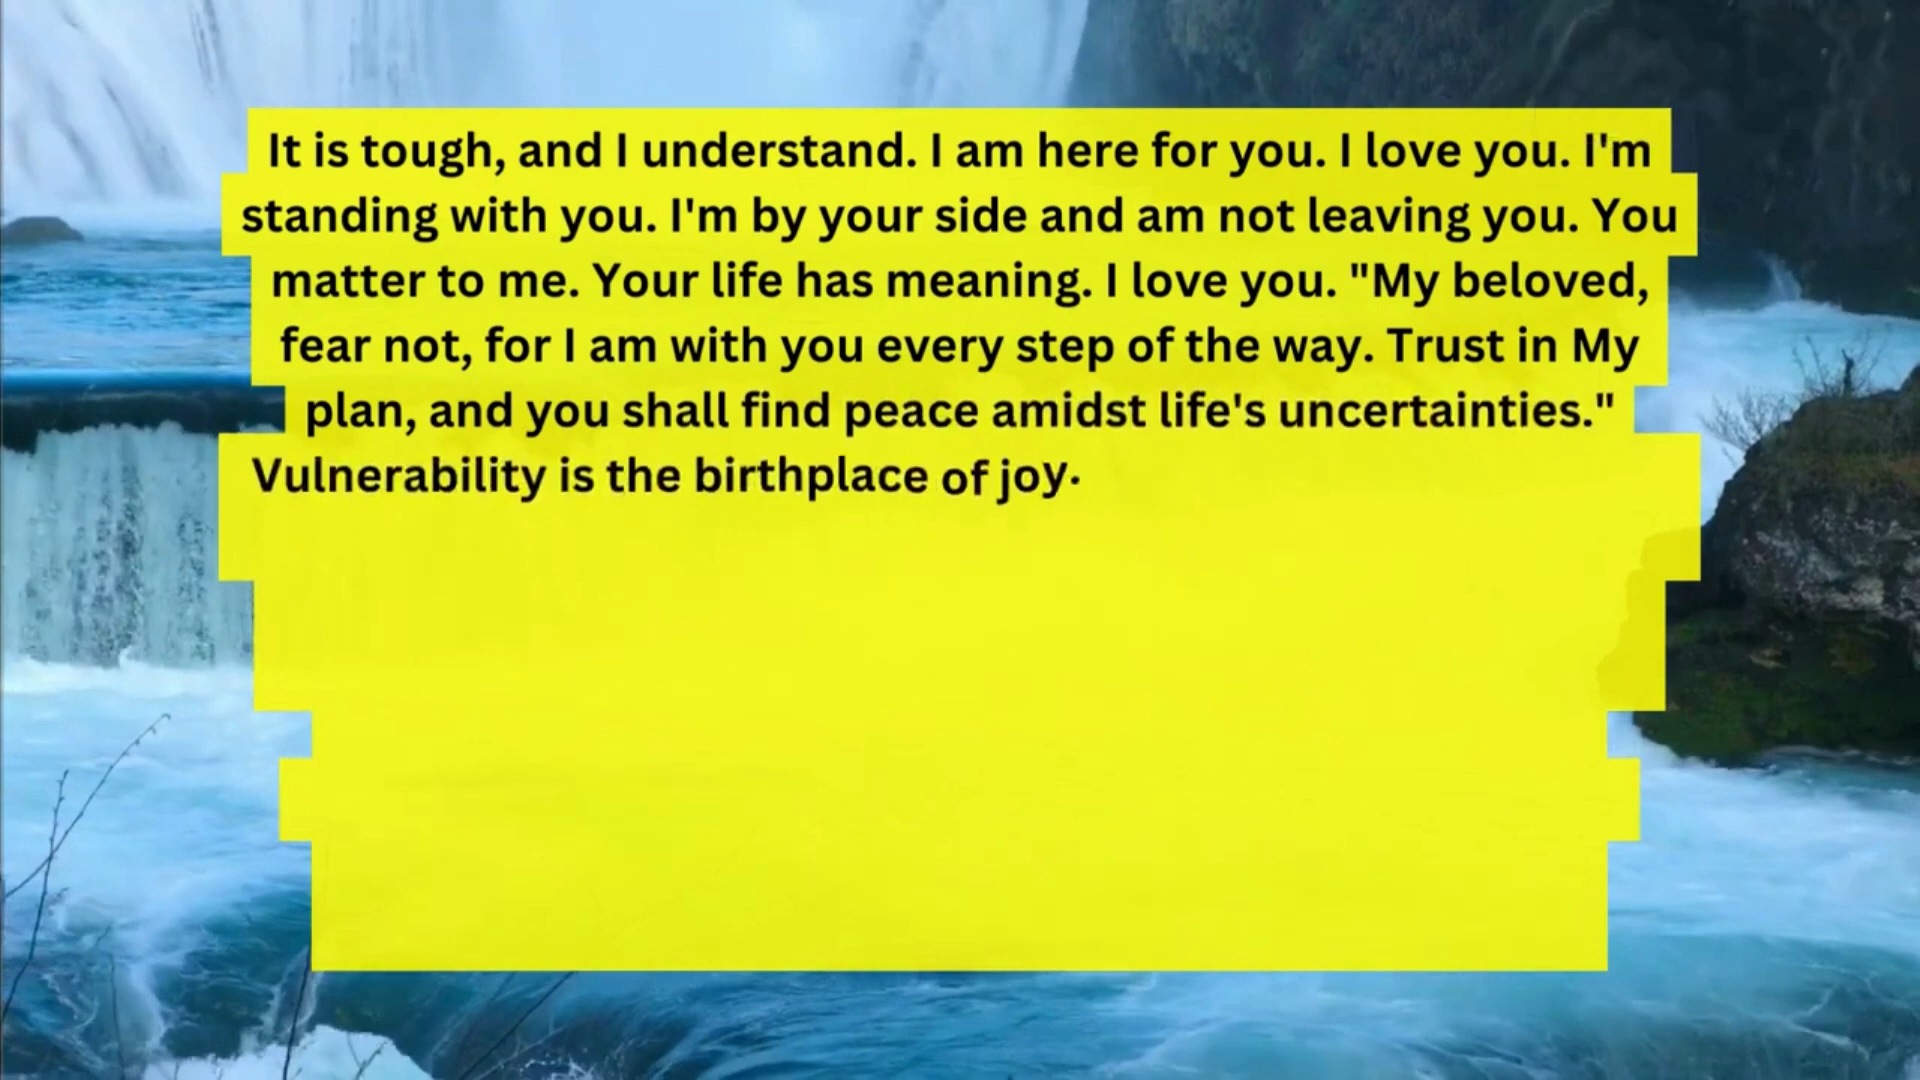 It is tough, and I understand. I am here for you. I love you. I'm
standing with you. I'm by your side and am not leaving you. You
matter to me. Your life has meaning. I love you. "My beloved,
fear not, for I am with you every step of the way. Trust in My
plan, and you shall find peace amidst life's uncertainties."
Vulnerability is the birthplace of joy.